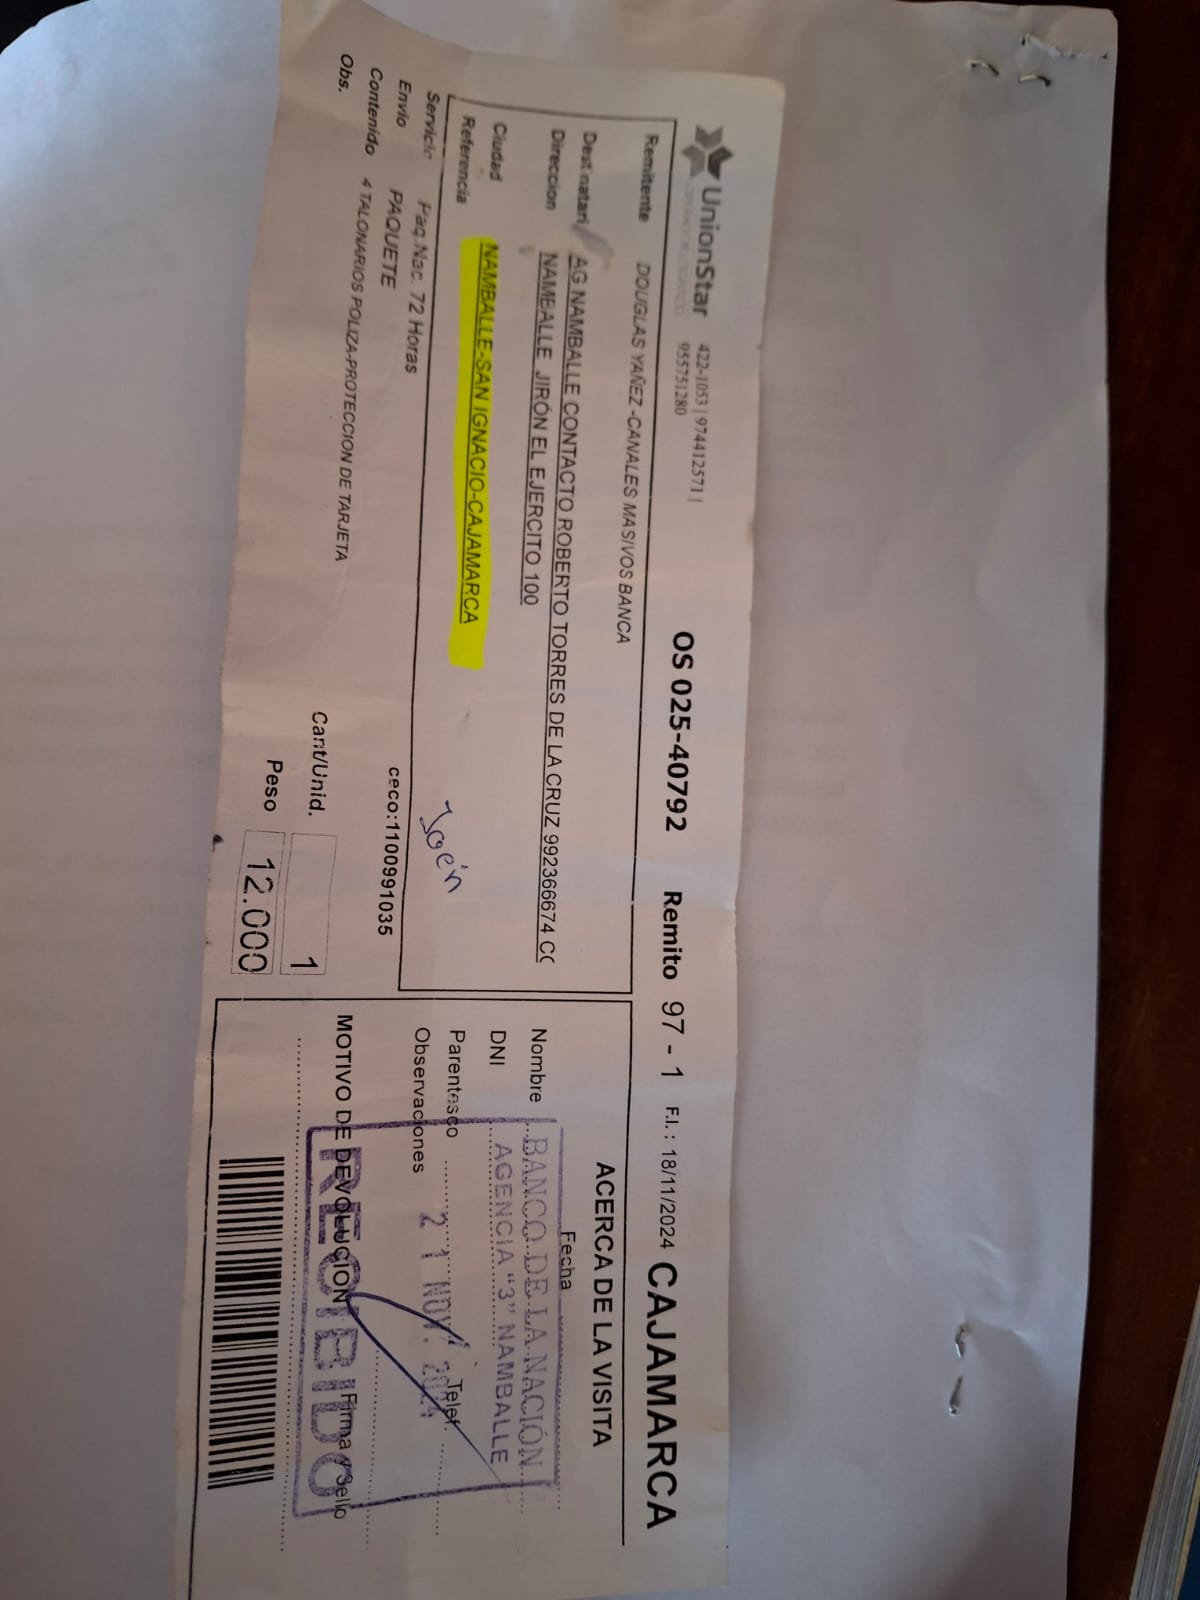 UnionStar 422-1053 | 974412571 |
955751280
OS 025-40792 Remito 97 - 1 F.I. : 18/11/2024 CAJAMARCA
Remitente DOUGLAS YAÑEZ -CANALES MASIVOS BANCA
Destinatari AG NAMBALLE CONTACTO ROBERTO TORRES DE LA CRUZ 992366674 CC
Direccion NAMBALLE JIRÓN EL EJERCITO 100
Ciudad NAMBALLE-SAN IGNACIO-CAJAMARCA
Referencia
Jaén
Servicio Paq.Nac. 72 Horas
ceco:1100991035
Envio PAQUETE
Contenido 4 TALONARIOS POLIZA-PROTECCION DE TARJETA
Obs.
Cant/Unid. 1
Peso 12.000
ACERCA DE LA VISITA
Fecha
Nombre
BANCO DE LA NACIÓN
DNI
AGENCIA "3" NAMBALLE
Parentesco Telef.
21 NOV. 2024
Observaciones
MOTIVO DE DEVOLUCION Firma y Sello
RECIBIDO